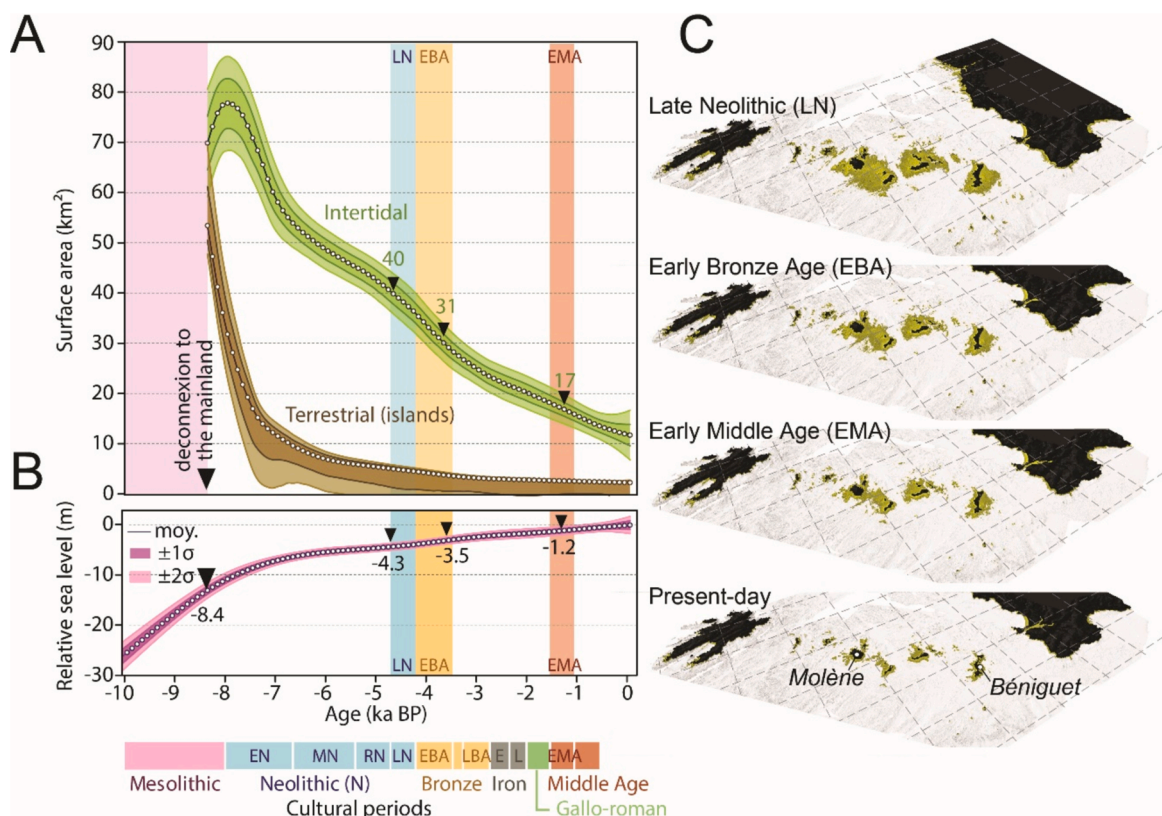 A
90
80
70
60
50
40
30
20
10
0
Surface area (km²)
LN
EBA
EMA
Intertidal
40
31
17
Terrestrial (islands)
deconnexion to
the mainland
B
0
-10
-20
-30
Relative sea level (m)
moy.
±1σ
±2σ
-8.4
-4.3
-3.5
-1.2
LN
EBA
EMA
-10 -9 -8 -7 -6 -5 -4 -3 -2 -1 0
Age (ka BP)
EN MN RN LN EBA LBA E L EMA
Mesolithic Neolithic (N) Bronze Iron Middle Age
Cultural periods Gallo-roman
C
Late Neolithic (LN)
Early Bronze Age (EBA)
Early Middle Age (EMA)
Present-day
Molène
Béniguet